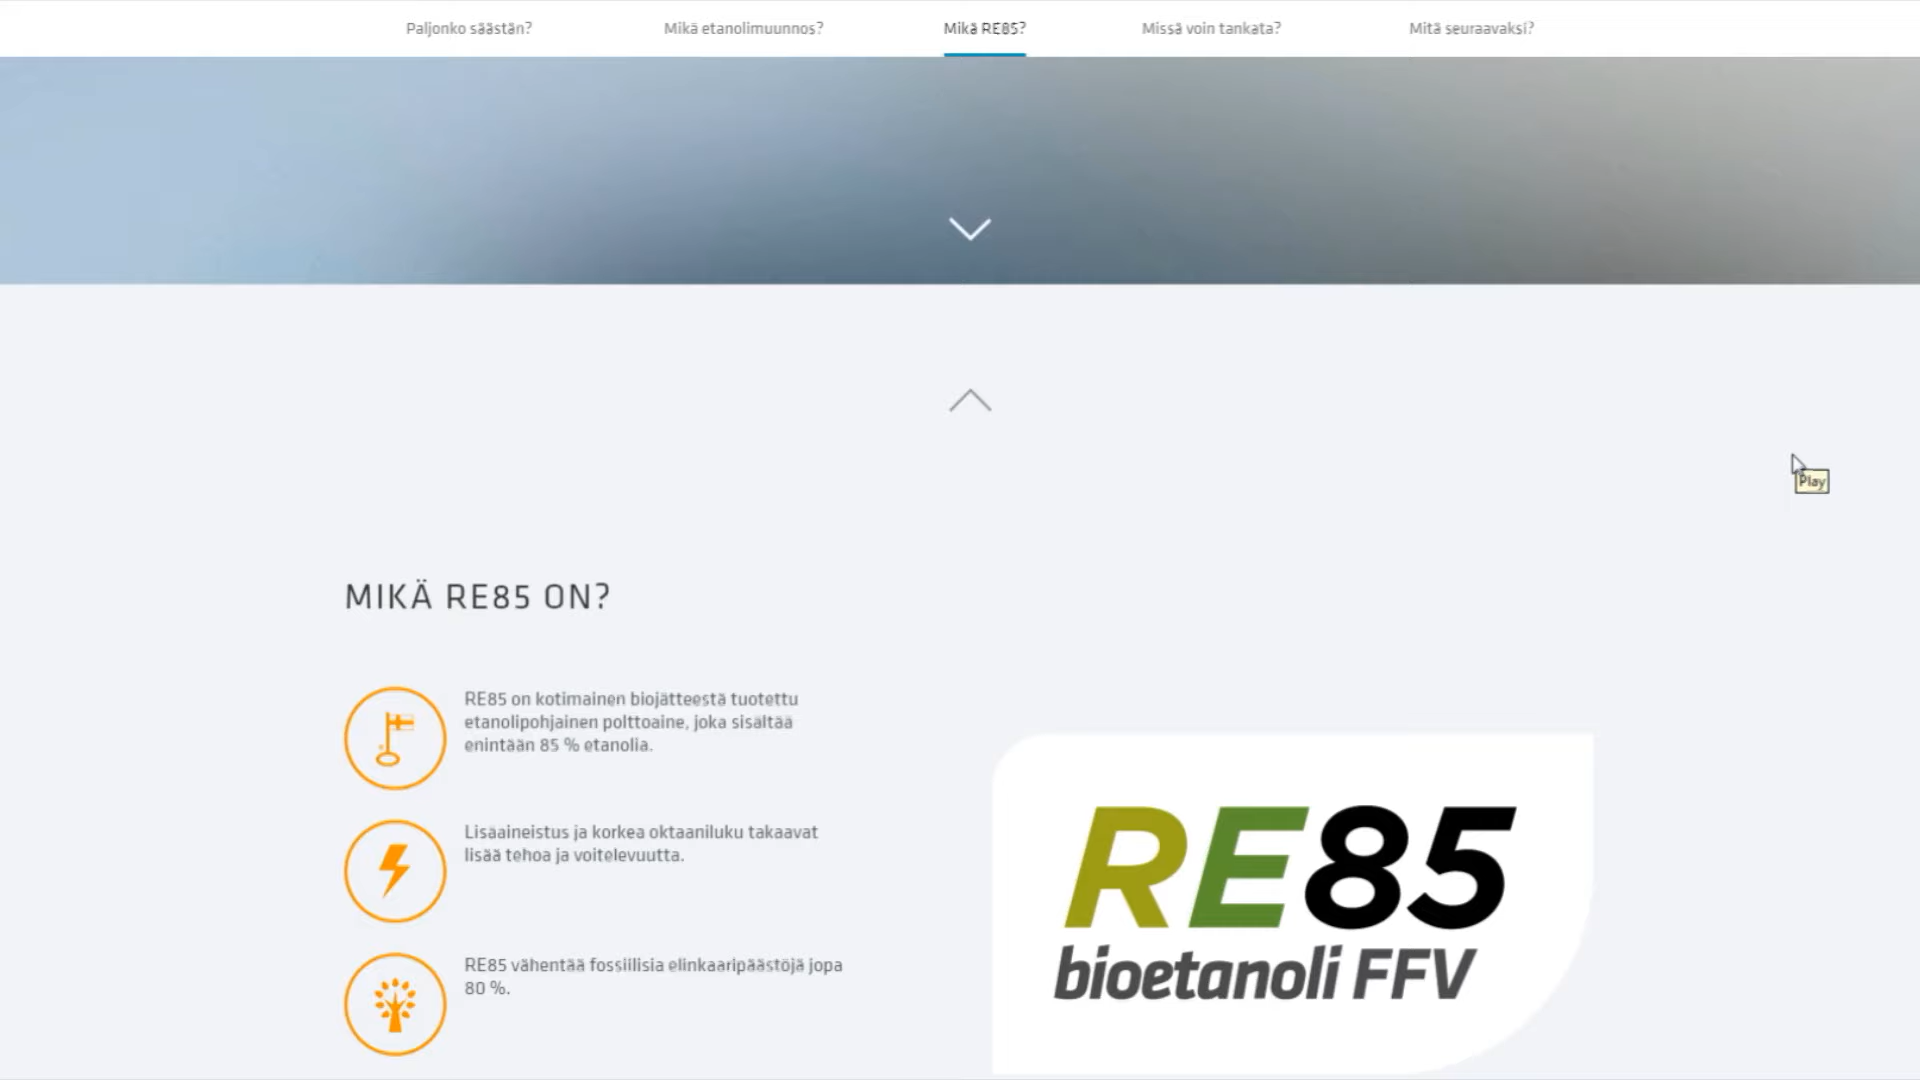 Paljonko säästän?
Mikä etanolimuunnos?
Mikä RE85?
Missä voin tankata?
Mitä seuraavaksi?
Play
MIKÄ RE85 ON?
RE85 on kotimainen biojätteestä tuotettu
etanolipohjainen polttoaine, joka sisältää
enintään 85 % etanolia.
Lisäaineistus ja korkea oktaaniluku takaavat
lisää tehoa ja voitelevuutta.
RE85 vähentää fossiilisia elinkaaripäästöjä jopa
80 %.
RE85
bioetanoli FFV